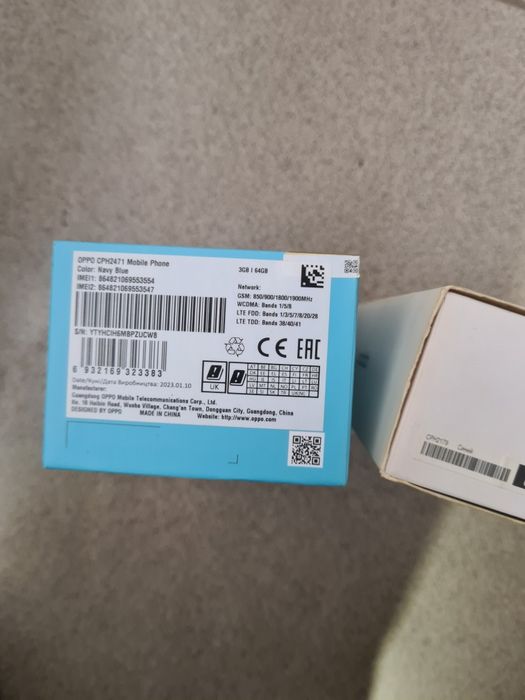 OPPO CPH2471 Mobile Phone
Color: Navy Blue
IMEI1: 864821069553554
IMEI2: 864821069553547
S/N: YTYHCIH6MBPZUCW8
6 932169 323383
3GB | 64GB
Network:
GSM: 850/900/1800/1900MHz
WCDMA: Bands 1/5/8
LTE FDD: Bands 1/3/5/7/8/20/28
LTE TDD: Bands 38/40/41
CE EAC
UK
Date/Күні/Дата Виробництва: 2023.01.10
Manufacturer:
Guangdong OPPO Mobile Telecommunications Corp., Ltd.
No. 18 Haibin Road, Wusha Village, Chang'an Town, Dongguan City, Guangdong, China
DESIGNED BY OPPO MADE IN CHINA Website: http://www.oppo.com
CPH2179 Синий